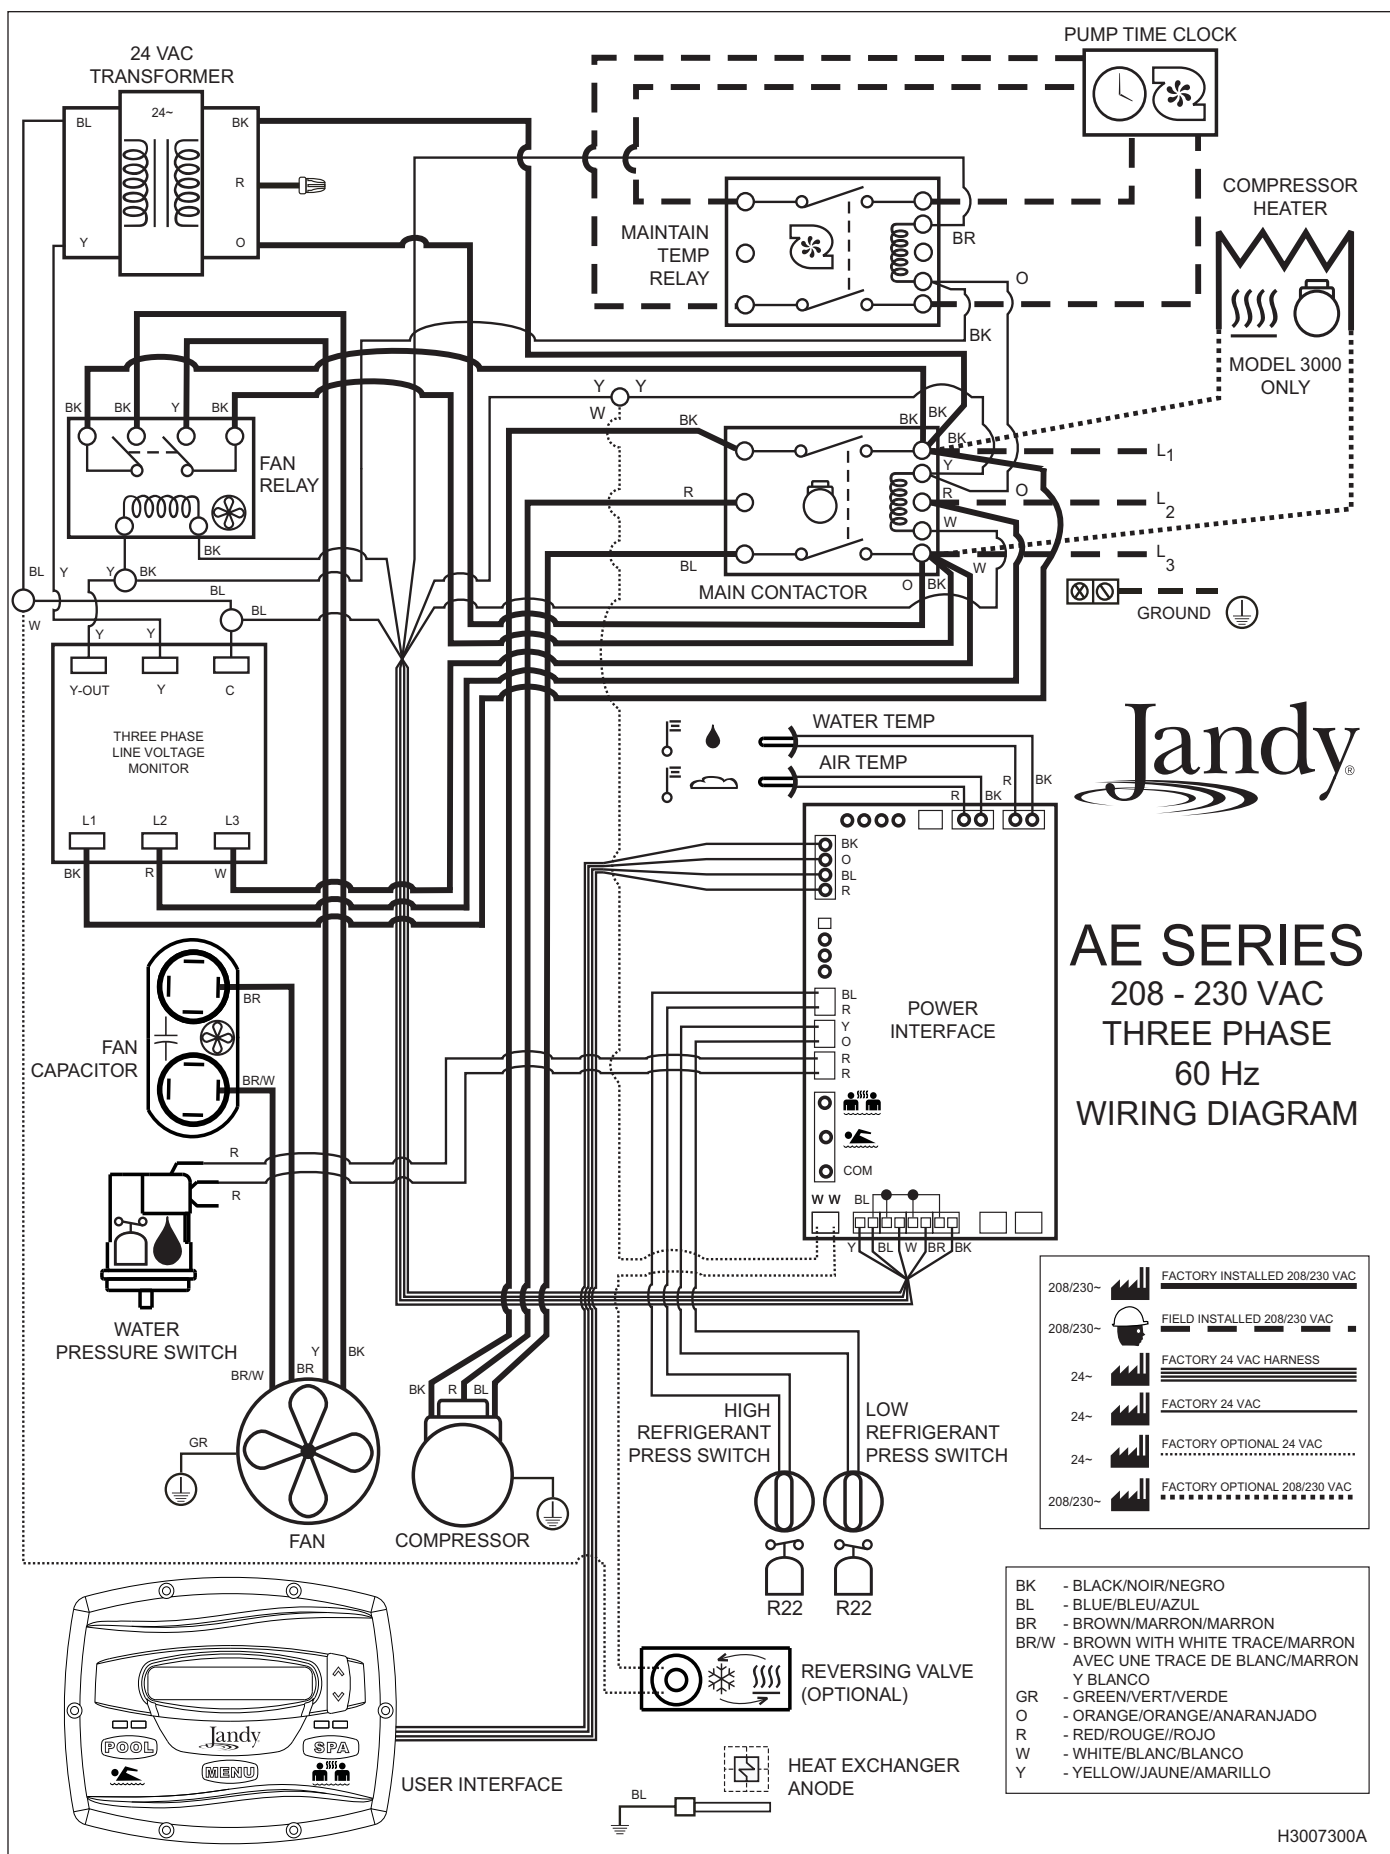 24 VAC
TRANSFORMER
24~
BL
BK
R
Y
O
PUMP TIME CLOCK
COMPRESSOR
HEATER
MODEL 3000
ONLY
MAINTAIN
TEMP
RELAY
BR
O
BK
BK
BK
Y
BK
FAN
RELAY
BK
Y
Y
W
BK
BK
BK
BK
Y
R
O
W
W
R
BL
O
BK
MAIN CONTACTOR
L1
L2
L3
GROUND
BL
Y
Y
BK
BL
BL
W
Y
Y
Y-OUT
Y
C
THREE PHASE
LINE VOLTAGE
MONITOR
L1
L2
L3
BK
R
W
WATER TEMP
AIR TEMP
R
BK
R
BK
Jandy®
BK
O
BL
R
BL
R
Y
O
R
R
POWER
INTERFACE
COM
W W
BL
Y
BL
W
BR
BK
AE SERIES
208 - 230 VAC
THREE PHASE
60 Hz
WIRING DIAGRAM
FAN
CAPACITOR
BR
BR/W
R
R
WATER
PRESSURE SWITCH
BR/W
BR
Y
BK
GR
FAN
BK
R
BL
COMPRESSOR
HIGH
REFRIGERANT
PRESS SWITCH
LOW
REFRIGERANT
PRESS SWITCH
R22
R22
208/230~
FACTORY INSTALLED 208/230 VAC
208/230~
FIELD INSTALLED 208/230 VAC
24~
FACTORY 24 VAC HARNESS
24~
FACTORY 24 VAC
24~
FACTORY OPTIONAL 24 VAC
208/230~
FACTORY OPTIONAL 208/230 VAC
BK - BLACK/NOIR/NEGRO
BL - BLUE/BLEU/AZUL
BR - BROWN/MARRON/MARRON
BR/W - BROWN WITH WHITE TRACE/MARRON
AVEC UNE TRACE DE BLANC/MARRON
Y BLANCO
GR - GREEN/VERT/VERDE
O - ORANGE/ORANGE/ANARANJADO
R - RED/ROUGE//ROJO
W - WHITE/BLANC/BLANCO
Y - YELLOW/JAUNE/AMARILLO
REVERSING VALVE
(OPTIONAL)
HEAT EXCHANGER
ANODE
BL
Jandy
POOL
SPA
MENU
USER INTERFACE
H3007300A